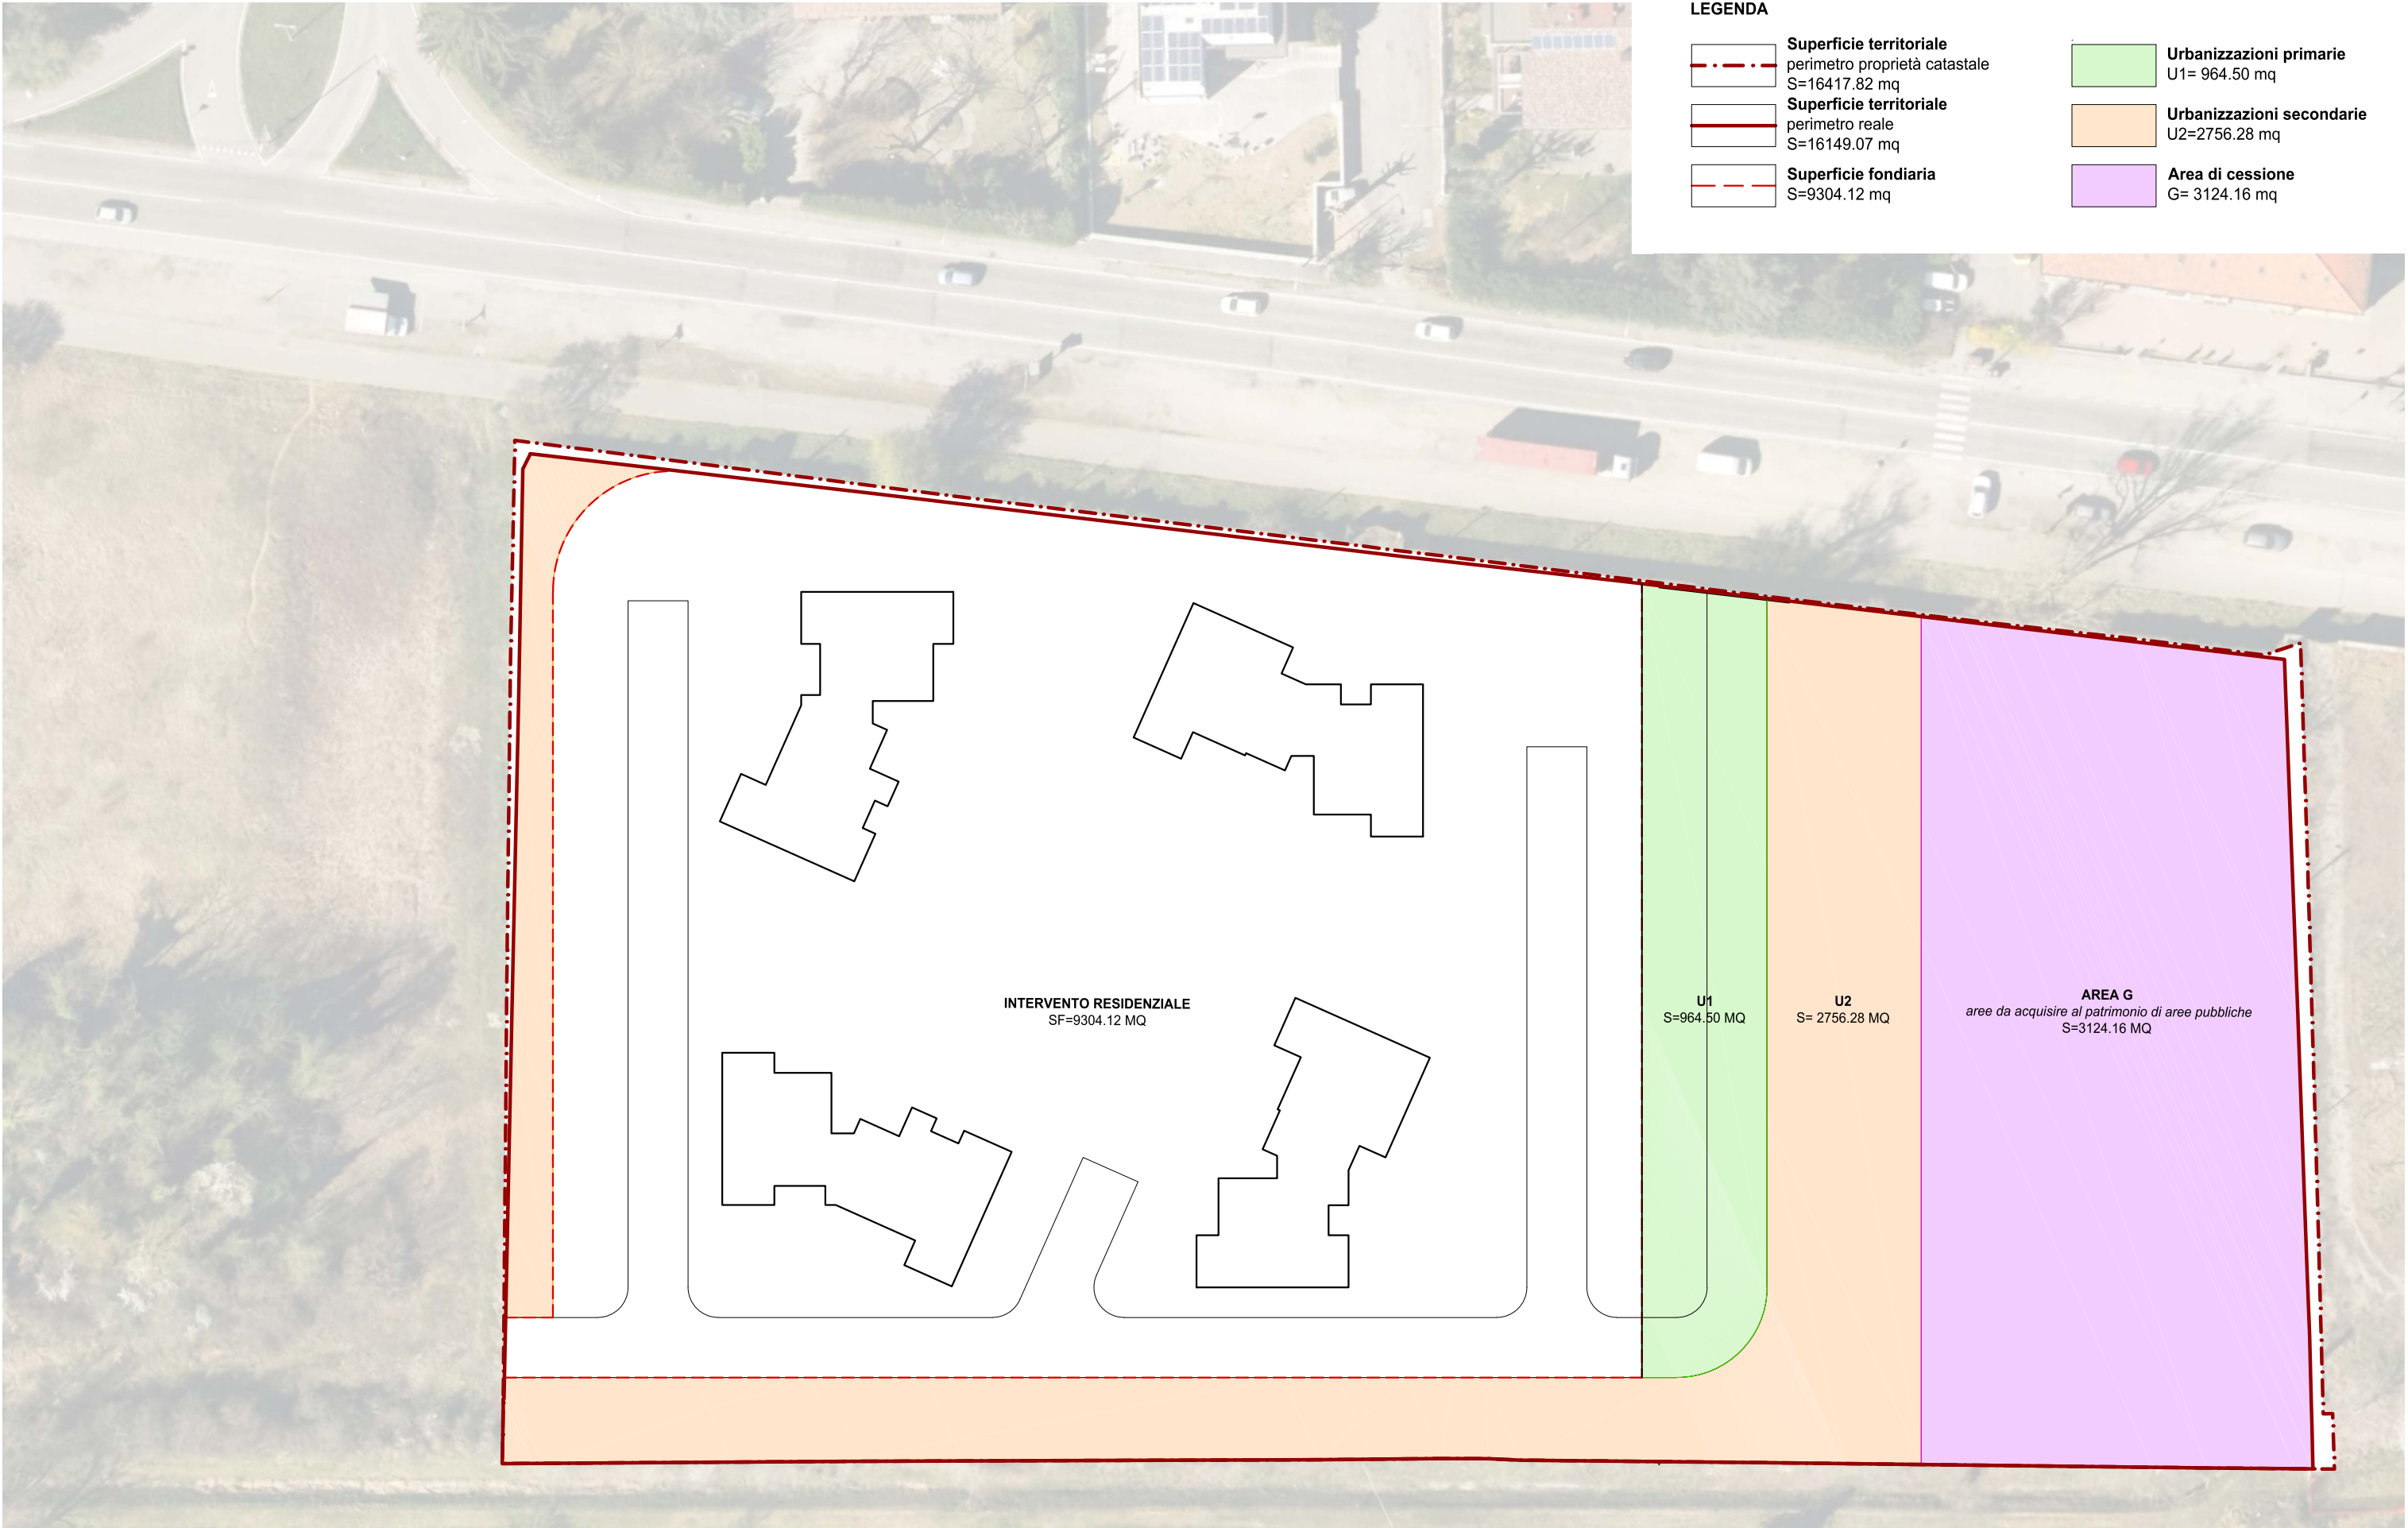 LEGENDA
Superficie territoriale
perimetro proprietà catastale
S=16417.82 mq
Superficie territoriale
perimetro reale
S=16149.07 mq
Superficie fondiaria
S=9304.12 mq
Urbanizzazioni primarie
U1= 964.50 mq
Urbanizzazioni secondarie
U2=2756.28 mq
Area di cessione
G= 3124.16 mq
INTERVENTO RESIDENZIALE
SF=9304.12 MQ
U1
S=964.50 MQ
U2
S= 2756.28 MQ
AREA G
aree da acquisire al patrimonio di aree pubbliche
S=3124.16 MQ